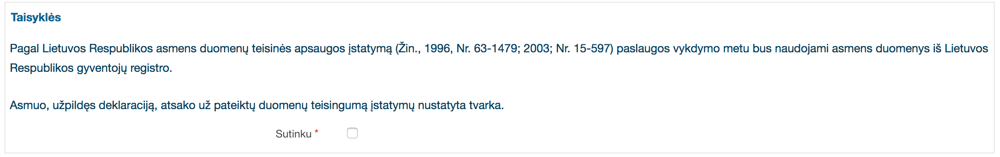 Taisyklės
Pagal Lietuvos Respublikos asmens duomenų teisinės apsaugos įstatymą (Žin., 1996, Nr. 63-1479; 2003; Nr. 15-597) paslaugos vykdymo metu bus naudojami asmens duomenys iš Lietuvos
Respublikos gyventojų registro.
Asmuo, užpildęs deklaraciją, atsako už pateiktų duomenų teisingumą įstatymų nustatyta tvarka.
Sutinku *